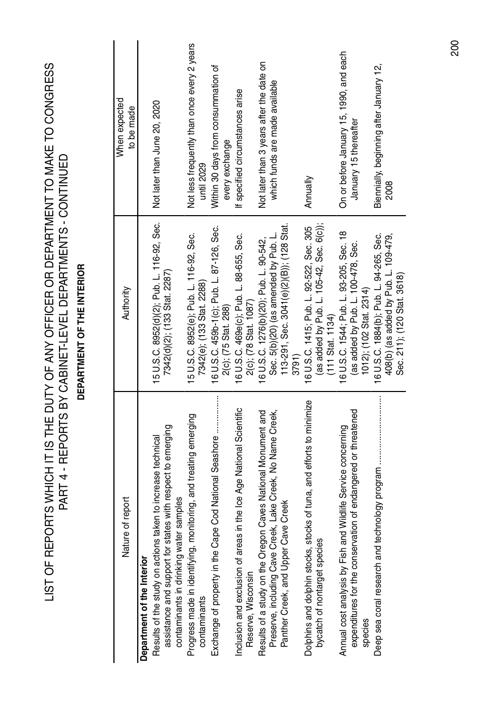 LIST OF REPORTS WHICH IT IS THE DUTY OF ANY OFFICER OR DEPARTMENT TO MAKE TO CONGRESS
PART 4 - REPORTS BY CABINET-LEVEL DEPARTMENTS - CONTINUED
DEPARTMENT OF THE INTERIOR
Nature of report
Authority
When expected
to be made
Department of the Interior
Results of the study on actions taken to increase technical
assistance and support for states with respect to emerging
contaminants in drinking water samples
15 U.S.C. 8952(d)(2); Pub. L. 116-92, Sec.
7342(d)(2); (133 Stat. 2287)
Not later than June 20, 2020
Progress made in identifying, monitoring, and treating emerging
contaminants
15 U.S.C. 8952(e); Pub. L. 116-92, Sec.
7342(e); (133 Stat. 2288)
Not less frequently than once every 2 years
until 2029
Exchange of property in the Cape Cod National Seashore ................
16 U.S.C. 459b-1(c); Pub. L. 87-126, Sec.
2(c); (75 Stat. 288)
Within 30 days from consummation of
every exchange
Inclusion and exclusion of areas in the Ice Age National Scientific
Reserve, Wisconsin
16 U.S.C. 469e(c); Pub. L. 88-655, Sec.
2(c); (78 Stat. 1087)
If specified circumstances arise
Results of a study on the Oregon Caves National Monument and
Preserve, including Cave Creek, Lake Creek, No Name Creek,
Panther Creek, and Upper Cave Creek
16 U.S.C. 1276(b)(20); Pub. L. 90-542,
Sec. 5(b)(20) (as amended by Pub. L.
113-291, Sec. 3041(e)(2)(B)); (128 Stat.
3791)
Not later than 3 years after the date on
which funds are made available
Dolphins and dolphin stocks, stocks of tuna, and efforts to minimize
bycatch of nontarget species
16 U.S.C. 1415; Pub. L. 92-522, Sec. 305
(as added by Pub. L. 105-42, Sec. 6(c));
(111 Stat. 1134)
Annually
Annual cost analysis by Fish and Wildlife Service concerning
expenditures for the conservation of endangered or threatened
species
16 U.S.C. 1544; Pub. L. 93-205, Sec. 18
(as added by Pub. L. 100-478, Sec.
1012); (102 Stat. 2314)
On or before January 15, 1990, and each
January 15 thereafter
Deep sea coral research and technology program ..........................
16 U.S.C. 1884(b); Pub. L. 94-265, Sec.
408(b) (as added by Pub. L. 109-479,
Sec. 211); (120 Stat. 3618)
Biennially, beginning after January 12,
2008
200